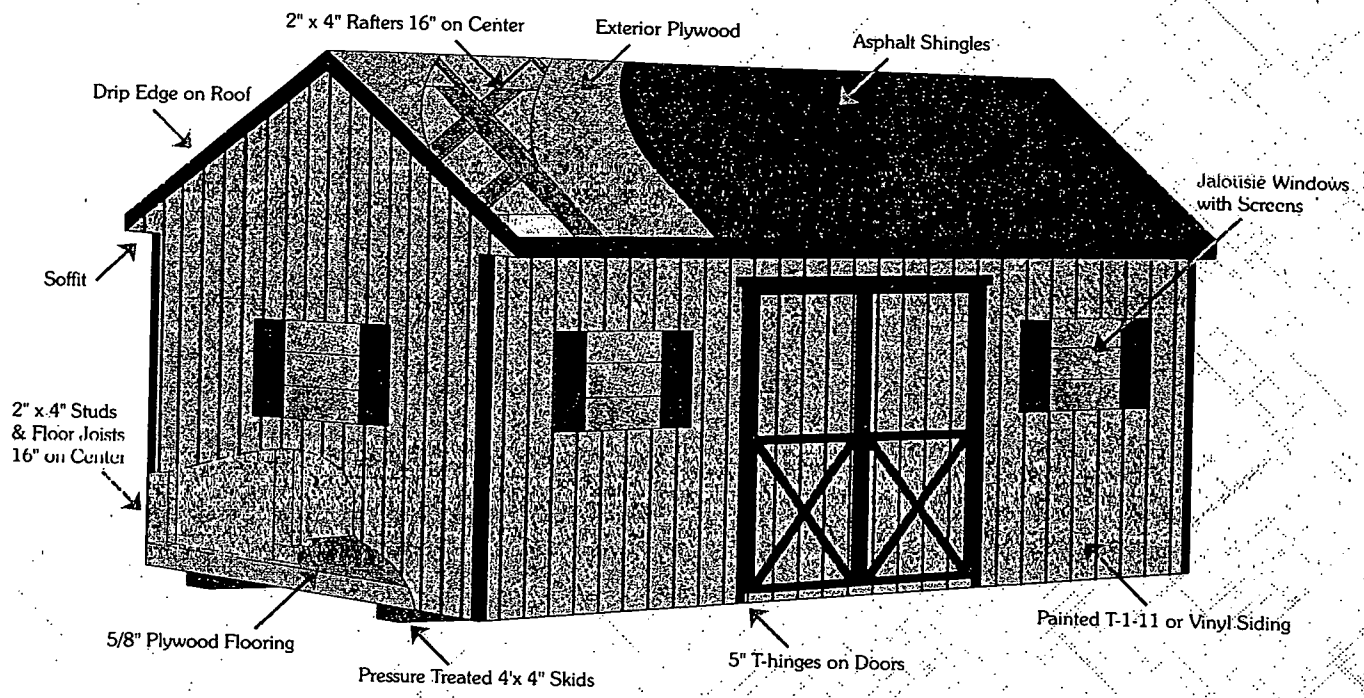 2" x 4" Rafters 16" on Center
Exterior Plywood
Asphalt Shingles
Drip Edge on Roof
Jalousie Windows
with Screens
Soffit
2" x 4" Studs
& Floor Joists
16" on Center
5/8" Plywood Flooring
Pressure Treated 4'x 4" Skids
5" T-hinges on Doors
Painted T-1-11 or Vinyl Siding